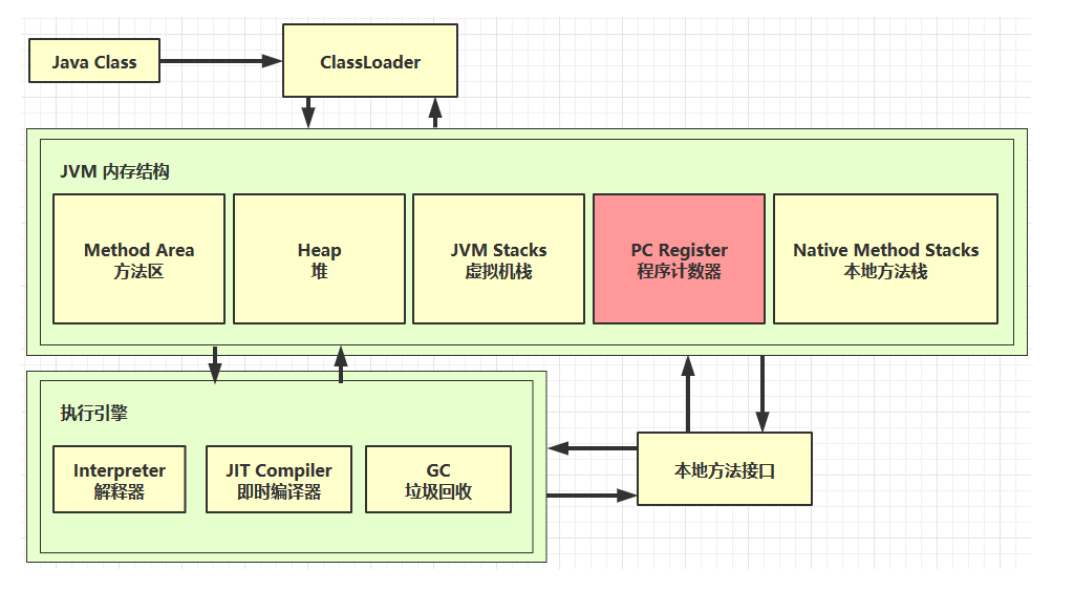 Java Class
ClassLoader
JVM 内存结构
Method Area
方法区
Heap
堆
JVM Stacks
虚拟机栈
PC Register
程序计数器
Native Method Stacks
本地方法栈
执行引擎
Interpreter
解释器
JIT Compiler
即时编译器
GC
垃圾回收
本地方法接口